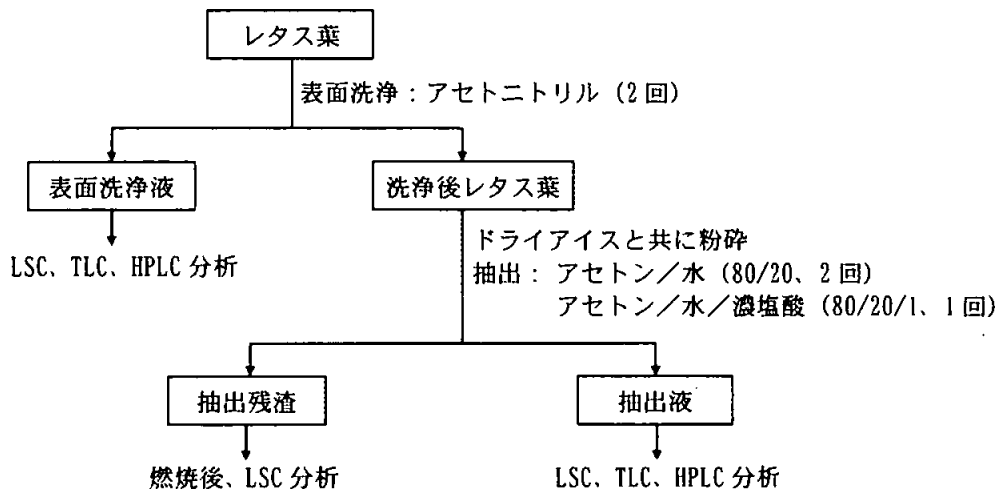 レタス葉
表面洗浄：アセトニトリル（2回）
表面洗浄液
洗浄後レタス葉
LSC、TLC、HPLC 分析
ドライアイスと共に粉砕
抽出： アセトン／水（80/20、2回）
アセトン／水／濃塩酸（80/20/1、1回）
抽出残渣
抽出液
燃焼後、LSC 分析
LSC、TLC、HPLC 分析